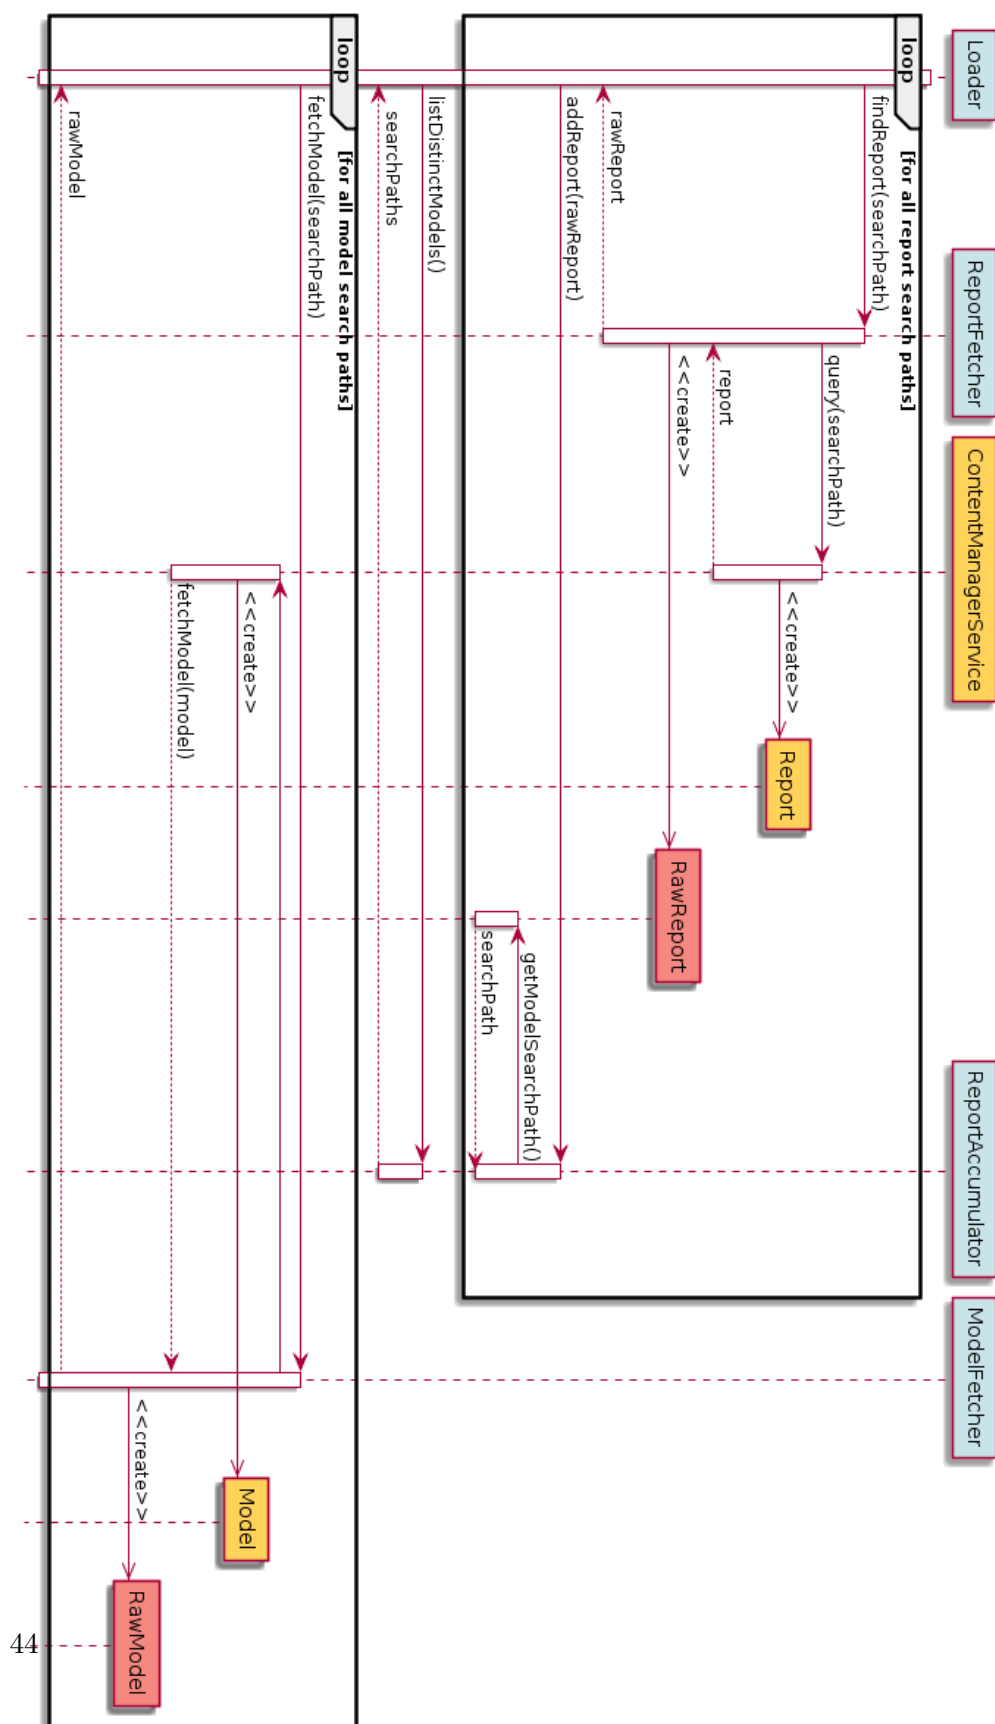 Loader
ReportFetcher
ContentManagerService
ReportAccumulator
ModelFetcher
loop
[for all report search paths]
findReport(searchPath)
query(searchPath)
<<create>>
Report
report
<<create>>
RawReport
rawReport
addReport(rawReport)
getModelSearchPath()
searchPath
listDistinctModels()
searchPaths
loop
[for all model search paths]
fetchModel(searchPath)
<<create>>
Model
fetchModel(model)
<<create>>
RawModel
rawModel
44